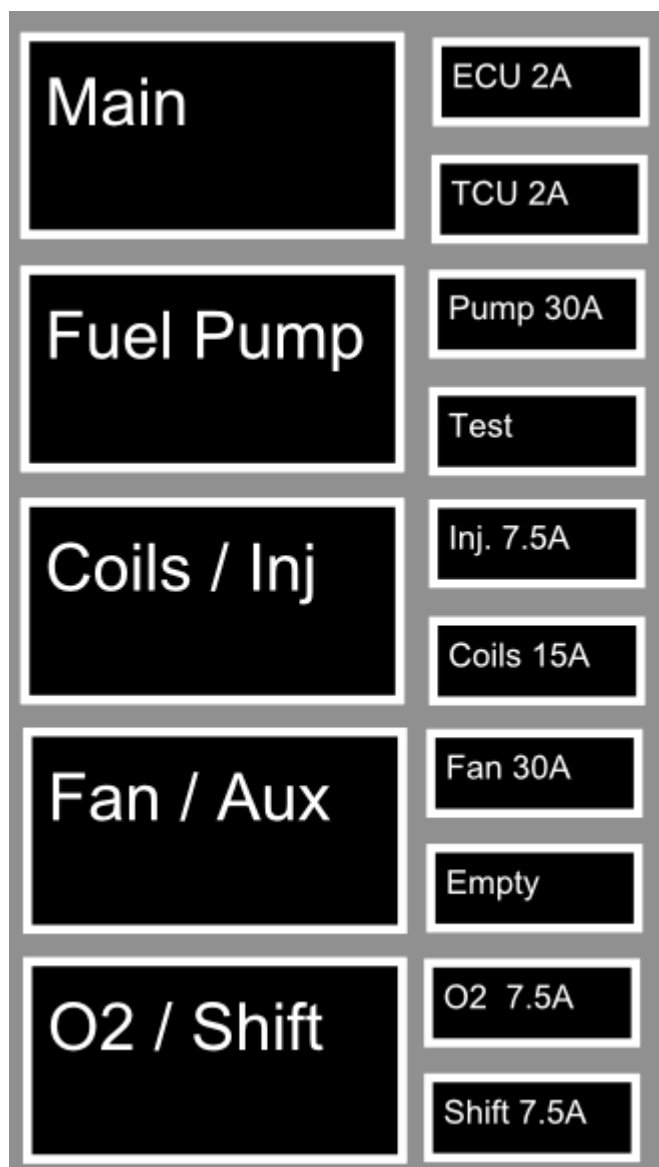 Main
ECU 2A
TCU 2A
Fuel Pump
Pump 30A
Test
Coils / Inj
Inj. 7.5A
Coils 15A
Fan / Aux
Fan 30A
Empty
O2 / Shift
O2  7.5A
Shift 7.5A